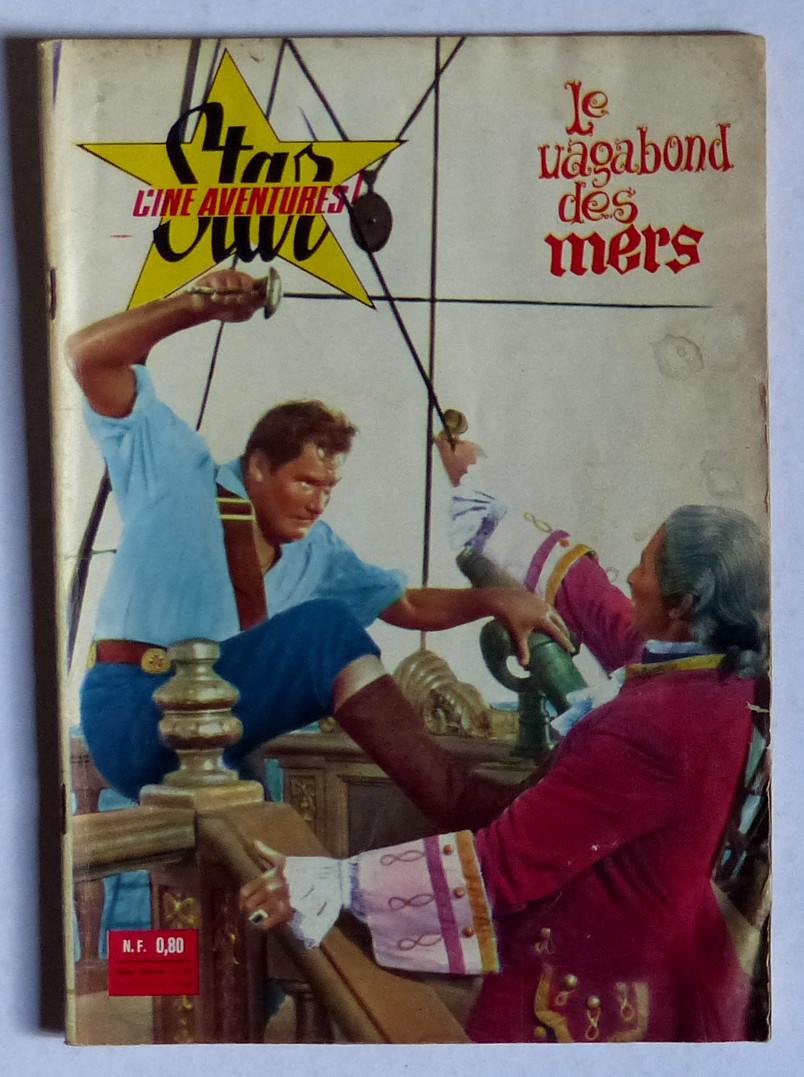 Star
CINE AVENTURES!
le
vagabond
des
mers
N.F. 0,80